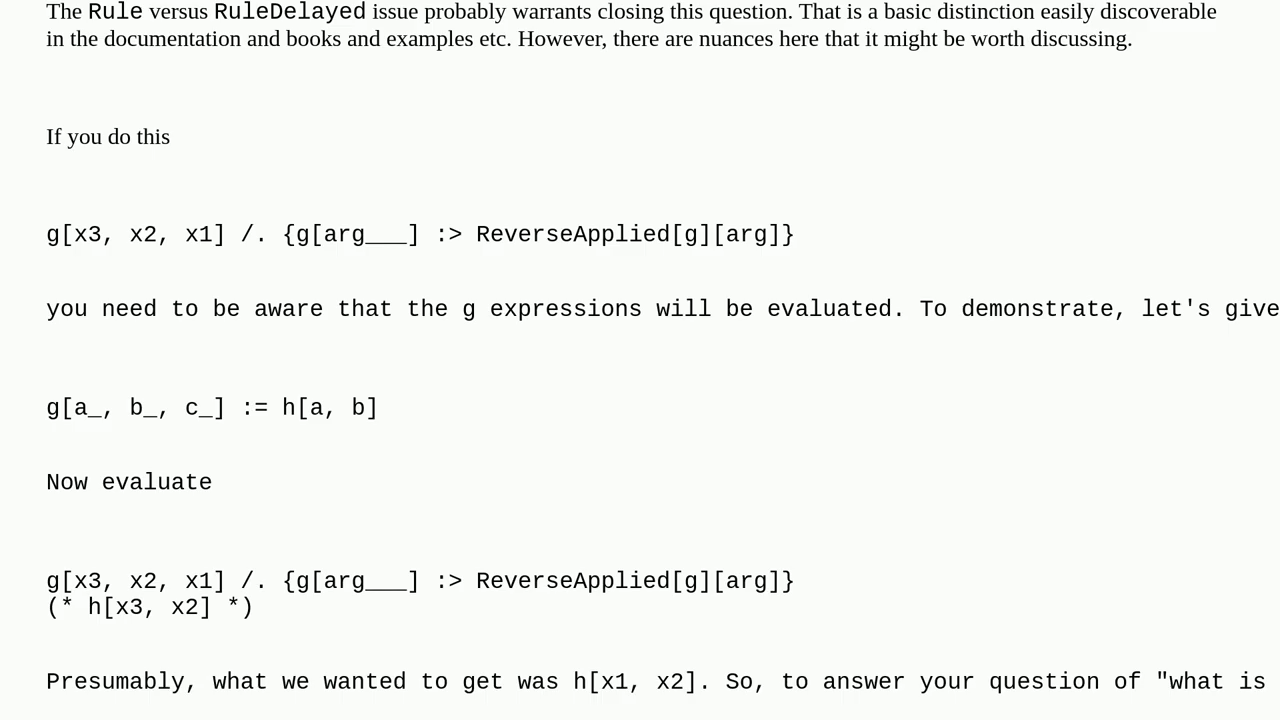 The Rule versus RuleDelayed issue probably warrants closing this question. That is a basic distinction easily discoverable
in the documentation and books and examples etc. However, there are nuances here that it might be worth discussing.
If you do this
g[x3, x2, x1] /. {g[arg___] :> ReverseApplied[g][arg]}
you need to be aware that the g expressions will be evaluated. To demonstrate, let's give
g[a_, b_, c_] := h[a, b]
Now evaluate
g[x3, x2, x1] /. {g[arg___] :> ReverseApplied[g][arg]}
(* h[x3, x2] *)
Presumably, what we wanted to get was h[x1, x2]. So, to answer your question of "what is